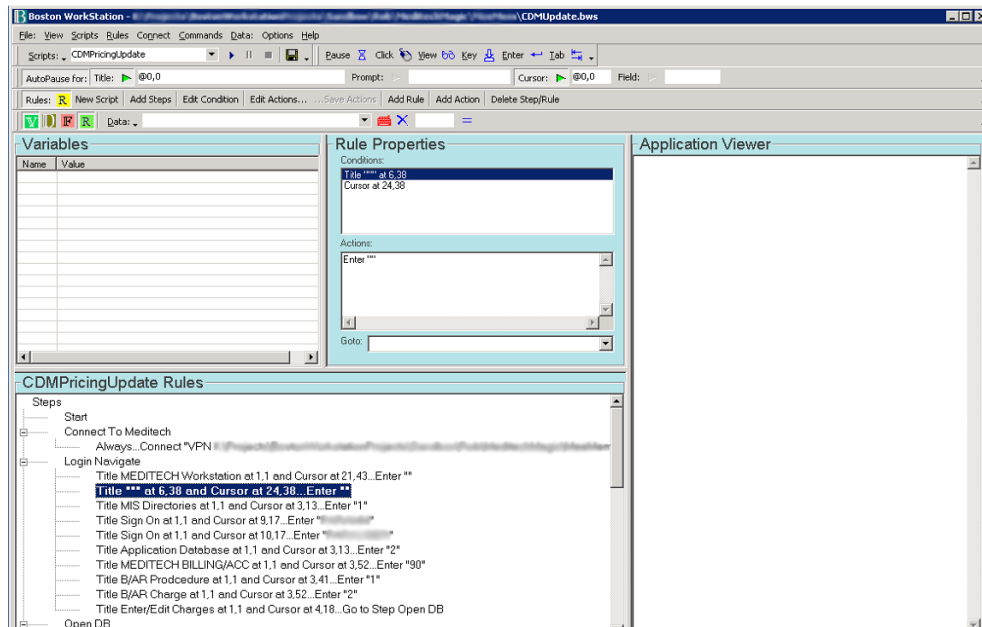 Boston WorkStation - \CDMUpdate.bws
File: View Scripts Rules Connect Commands Data: Options Help
Scripts: CDMPricingUpdate Pause Click View Key Enter Tab
AutoPause for: Title: @0,0 Prompt: Cursor: @0,0 Field:
Rules: R New Script Add Steps Edit Condition Edit Actions... ...Save Actions Add Rule Add Action Delete Step/Rule
V D F R Data:
Variables
Name Value
Rule Properties
Conditions:
Title "***" at 6,38
Cursor at 24,38
Actions:
Enter ""
Goto:
Application Viewer
CDMPricingUpdate Rules
Steps
Start
Connect To Meditech
Always...Connect "VPN
Login Navigate
Title MEDITECH Workstation at 1,1 and Cursor at 21,43...Enter ""
Title "***" at 6,38 and Cursor at 24,38...Enter ""
Title MIS Directories at 1,1 and Cursor at 3,13...Enter "1"
Title Sign On at 1,1 and Cursor at 9,17...Enter "
Title Sign On at 1,1 and Cursor at 10,17...Enter "
Title Application Database at 1,1 and Cursor at 3,13...Enter "2"
Title MEDITECH BILLING/ACC at 1,1 and Cursor at 3,52...Enter "90"
Title B/AR Prodcedure at 1,1 and Cursor at 3,41...Enter "1"
Title B/AR Charge at 1,1 and Cursor at 3,52...Enter "2"
Title Enter/Edit Charges at 1,1 and Cursor at 4,18...Go to Step Open DB
Open DB